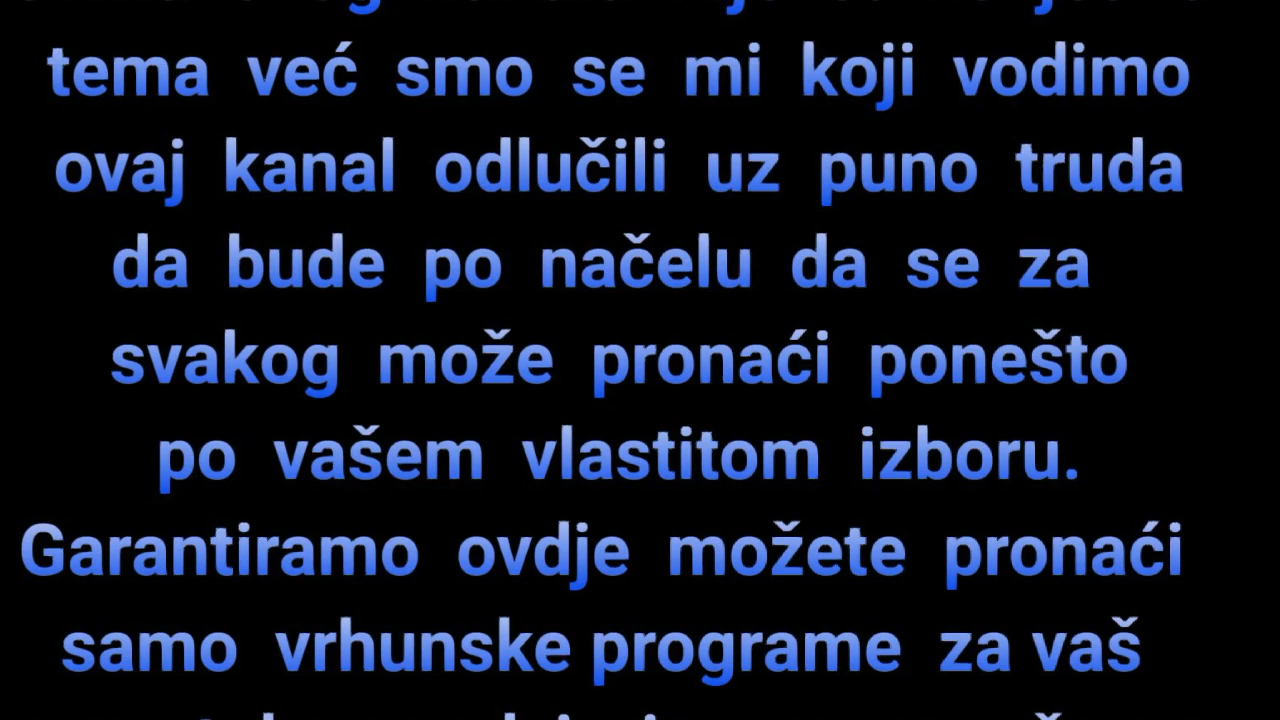 tema već smo se mi koji vodimo
ovaj kanal odlučili uz puno truda
da bude po načelu da se za
svakog može pronaći ponešto
po vašem vlastitom izboru.
Garantiramo ovdje možete pronaći
samo vrhunske programe za vaš